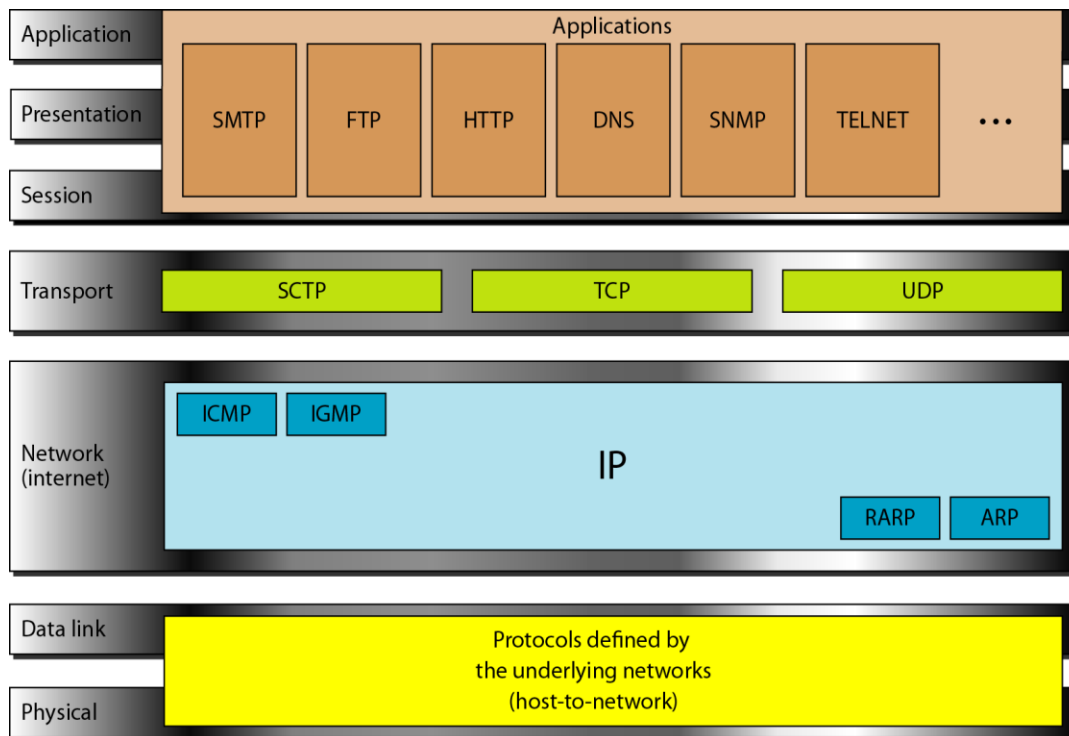 Application
Applications
Presentation
SMTP
FTP
HTTP
DNS
SNMP
TELNET
...
Session
Transport
SCTP
TCP
UDP
Network
(internet)
ICMP
IGMP
IP
RARP
ARP
Data link
Protocols defined by
the underlying networks
(host-to-network)
Physical